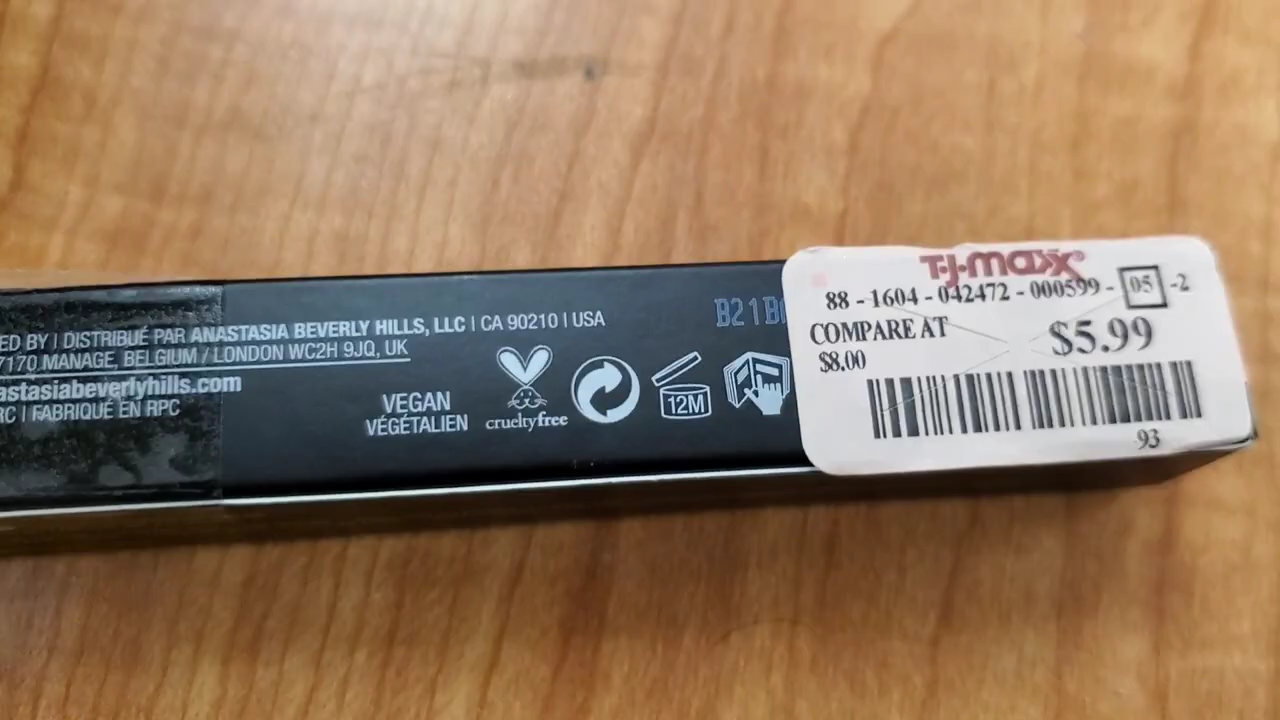 ED BY | DISTRIBUÉ PAR ANASTASIA BEVERLY HILLS, LLC | CA 90210 | USA
7170 MANAGE, BELGIUM / LONDON WC2H 9JQ, UK
astasiabeverlyhills.com
RC | FABRIQUÉ EN RPC
VEGAN
VÉGÉTALIEN
crueltyfree
12M
B21B
T·J·maxx®
88 - 1604 - 042472 - 000599 - 05 -2
COMPARE AT
$8.00
$5.99
93